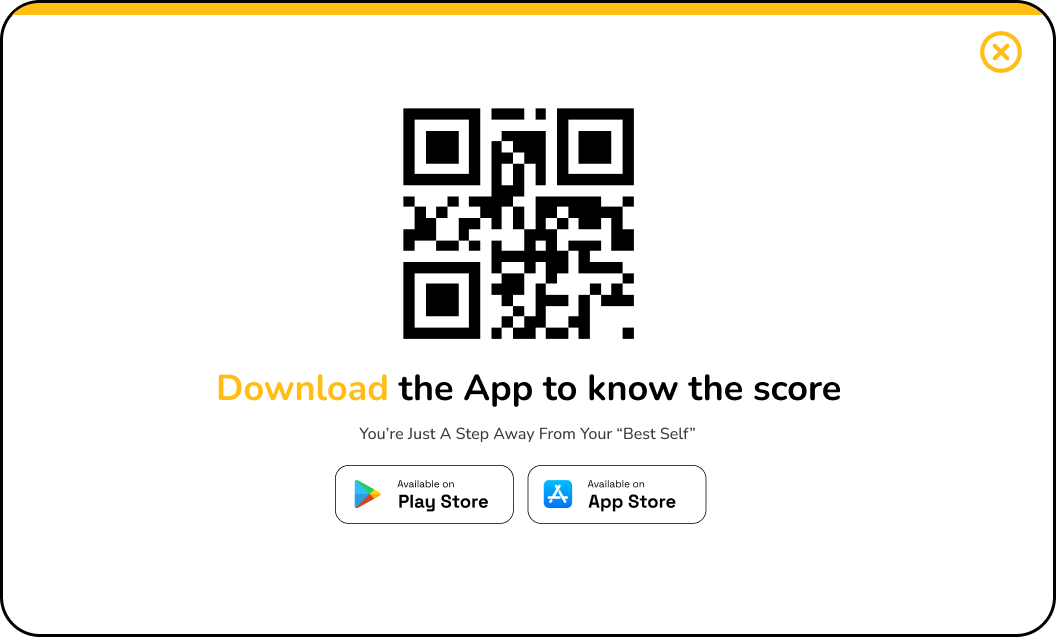 Download the App to know the score
You’re Just A Step Away From Your “Best Self”
Available on
Play Store
Available on
App Store